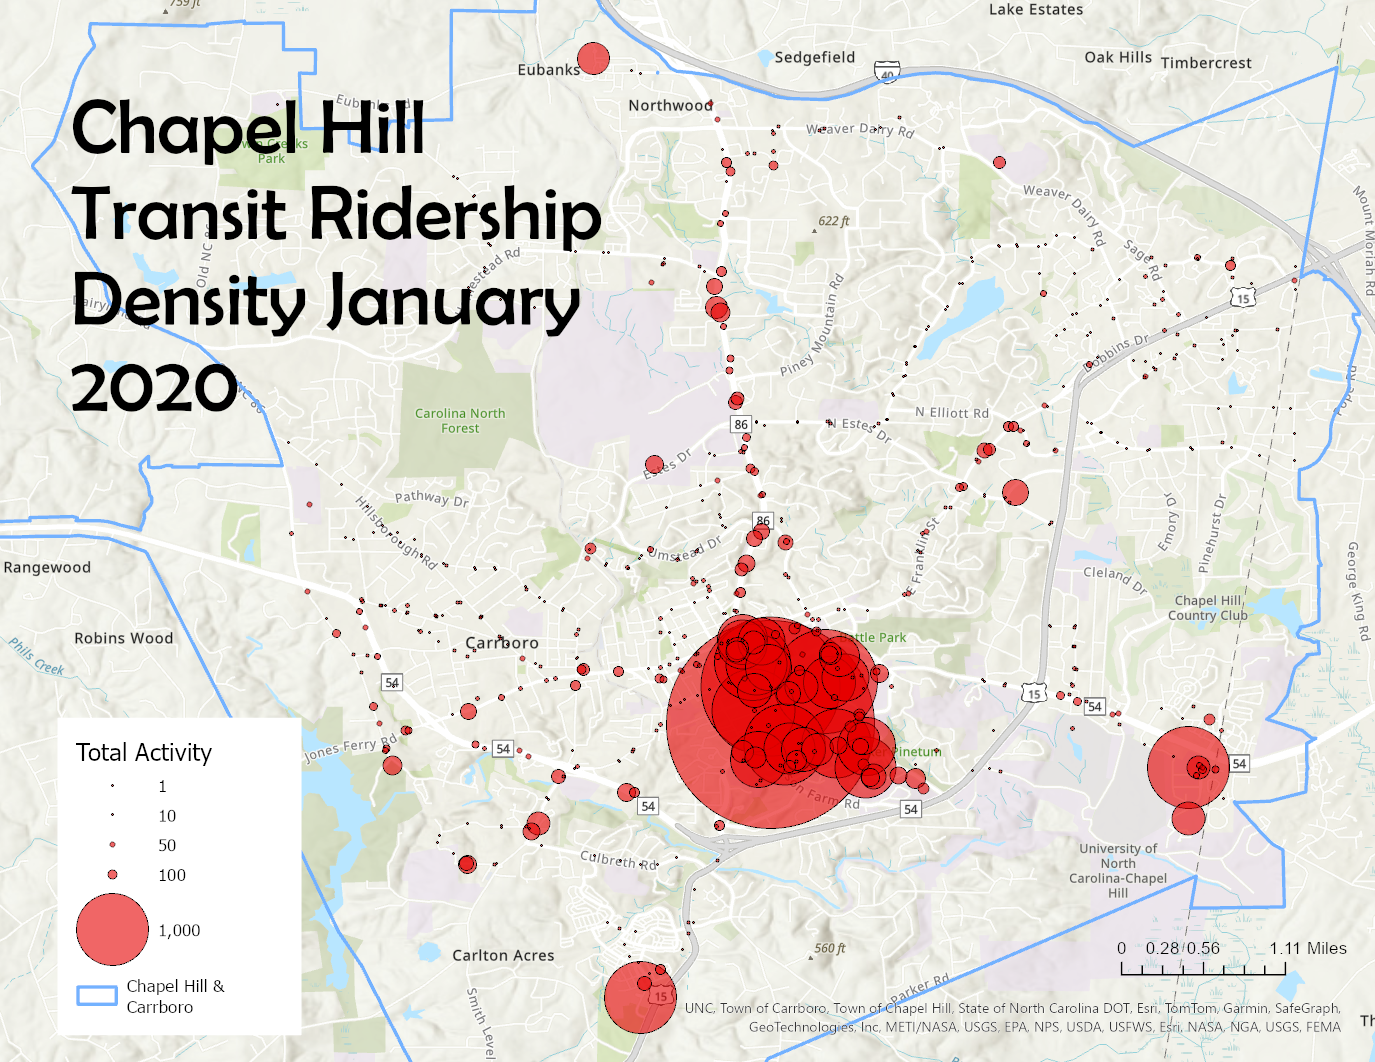 759 ft
Lake Estates
Sedgefield
Oak Hills
Timbercrest
40
Eubanks
Northwood
Weaver Dairy Rd
Chapel Hill
Park
Transit Ridership
Density January
2020
Old NC 86
Weaver Dairy Rd
Sage Rd
Mount Moriah Rd
622 ft
15
Piney Mountain Rd
Dobbins Dr
NC 86
Pope Rd
Carolina North
Forest
86
N Elliott Rd
N Estes Dr
Estes Dr
Pathway Dr
Hillsborough Rd
86
Umstead Dr
E Franklin St
Emory Dr
Pinehurst Dr
George King Rd
Rangewood
Cleland Dr
Chapel Hill
Country Club
Robins Wood
Carrboro
Battle Park
Phils Creek
54
15
54
Jones Ferry Rd
54
Pinetum
54
54
54
Farm Rd
Total Activity
1
10
50
100
1,000
Chapel Hill &
Carrboro
Culbreth Rd
University of
North
Carolina-Chapel
Hill
Carlton Acres
560 ft
0 0.28 0.56 1.11 Miles
Smith Level
15
Parker Rd
UNC, Town of Carrboro, Town of Chapel Hill, State of North Carolina DOT, Esri, TomTom, Garmin, SafeGraph,
GeoTechnologies, Inc, METI/NASA, USGS, EPA, NPS, USDA, USFWS, Esri, NASA, NGA, USGS, FEMA